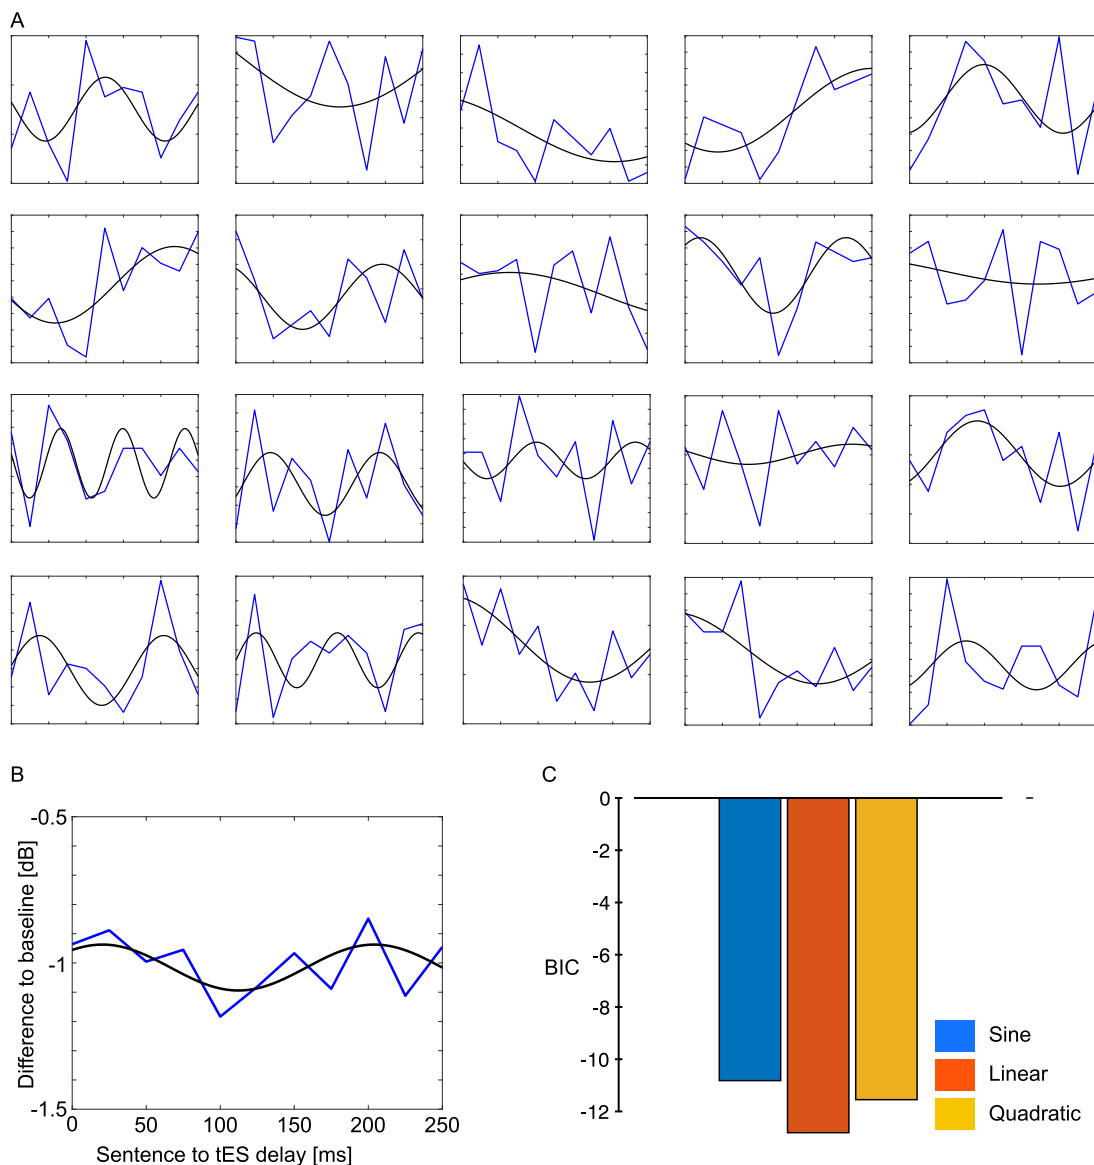 A
B
C
-0.5
-1
-1.5
Difference to baseline [dB]
0 50 100 150 200 250
Sentence to tES delay [ms]
0
-2
-4
-6
-8
-10
-12
BIC
Sine
Linear
Quadratic